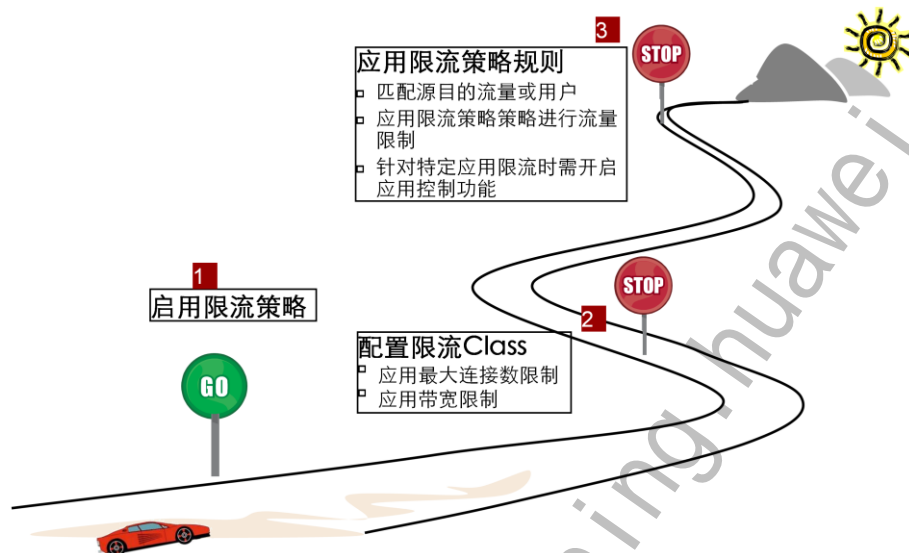 3
STOP
应用限流策略规则
匹配源目的流量或用户
应用限流策略策略进行流量
限制
针对特定应用限流时需开启
应用控制功能
1
启用限流策略
GO
STOP
2
配置限流Class
应用最大连接数限制
应用带宽限制
ning.huawei